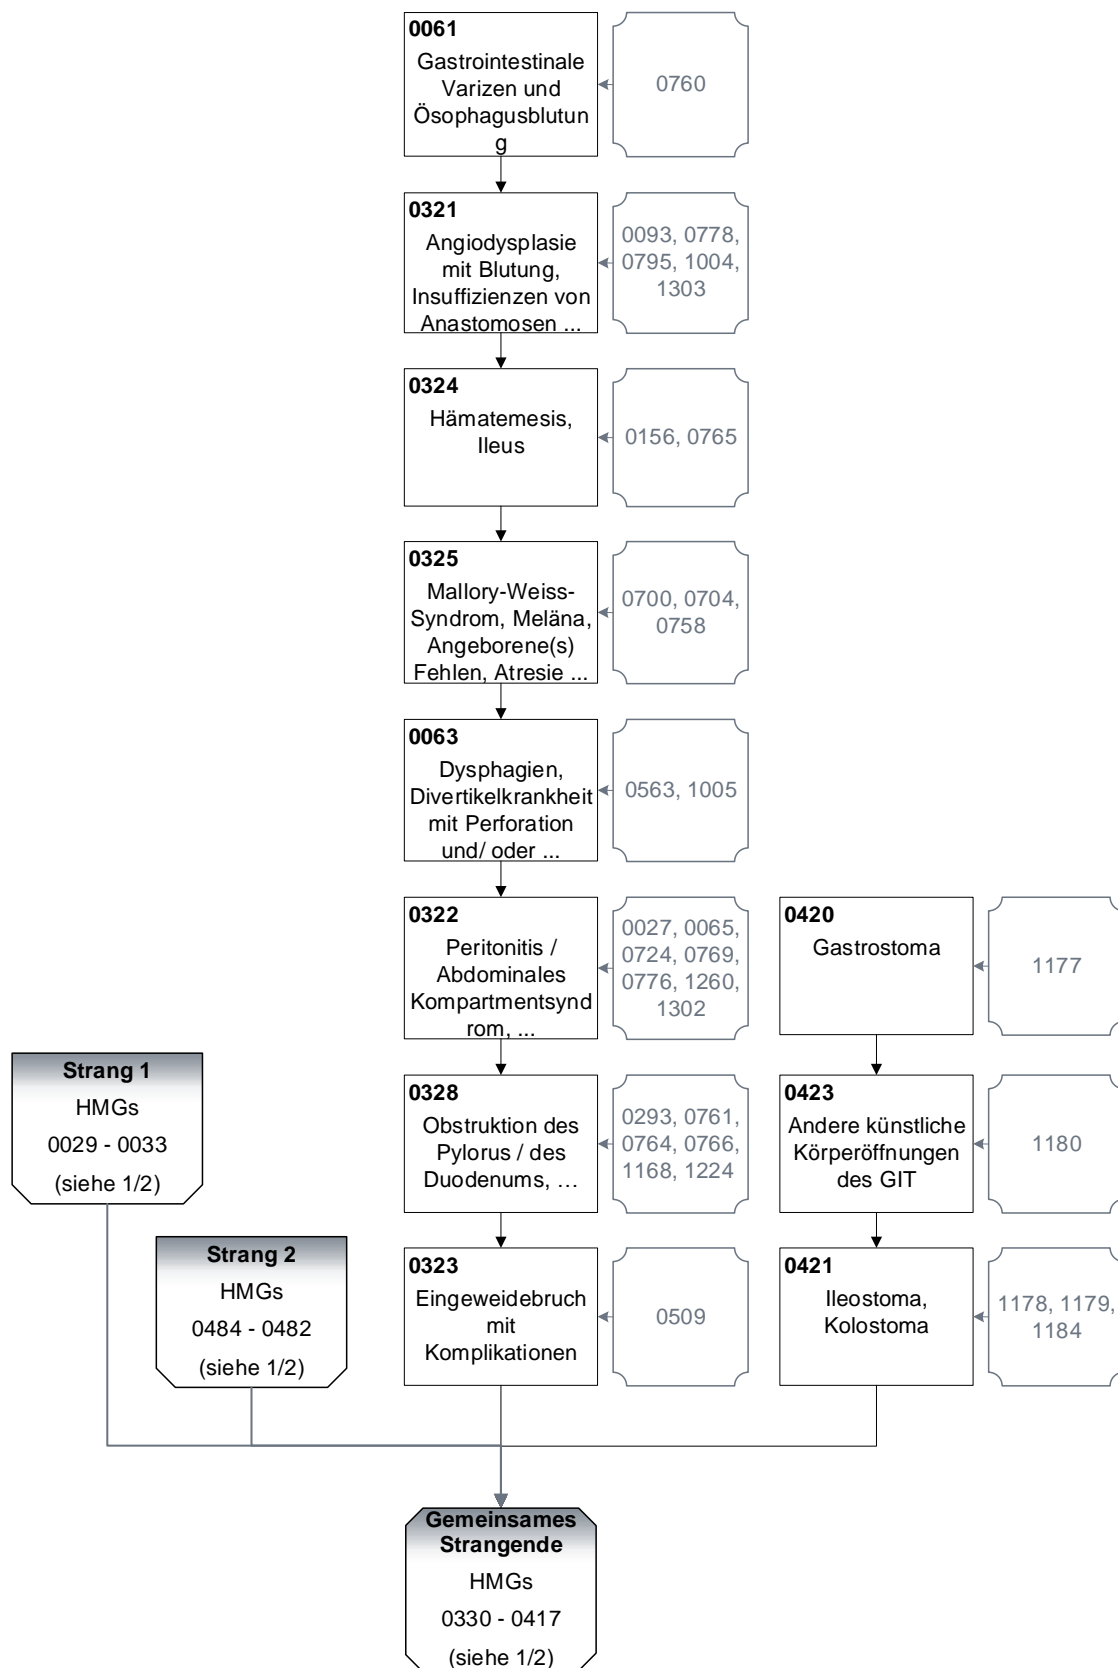 0061
Gastrointestinale
Varizen und
Ösophagusblutun
g
0760
0321
Angiodysplasie
mit Blutung,
Insuffizienzen von
Anastomosen ...
0093, 0778,
0795, 1004,
1303
0324
Hämatemesis,
Ileus
0156, 0765
0325
Mallory-Weiss-
Syndrom, Meläna,
Angeborene(s)
Fehlen, Atresie ...
0700, 0704,
0758
0063
Dysphagien,
Divertikelkrankheit
mit Perforation
und/ oder ...
0563, 1005
0322
Peritonitis /
Abdominales
Kompartmentsynd
rom, ...
0027, 0065,
0724, 0769,
0776, 1260,
1302
0420
Gastrostoma
1177
Strang 1
HMGs
0029 - 0033
(siehe 1/2)
0328
Obstruktion des
Pylorus / des
Duodenums, ...
0293, 0761,
0764, 0766,
1168, 1224
0423
Andere künstliche
Körperöffnungen
des GIT
1180
Strang 2
HMGs
0484 - 0482
(siehe 1/2)
0323
Eingeweidebruch
mit
Komplikationen
0509
0421
Ileostoma,
Kolostoma
1178, 1179,
1184
Gemeinsames
Strangende
HMGs
0330 - 0417
(siehe 1/2)